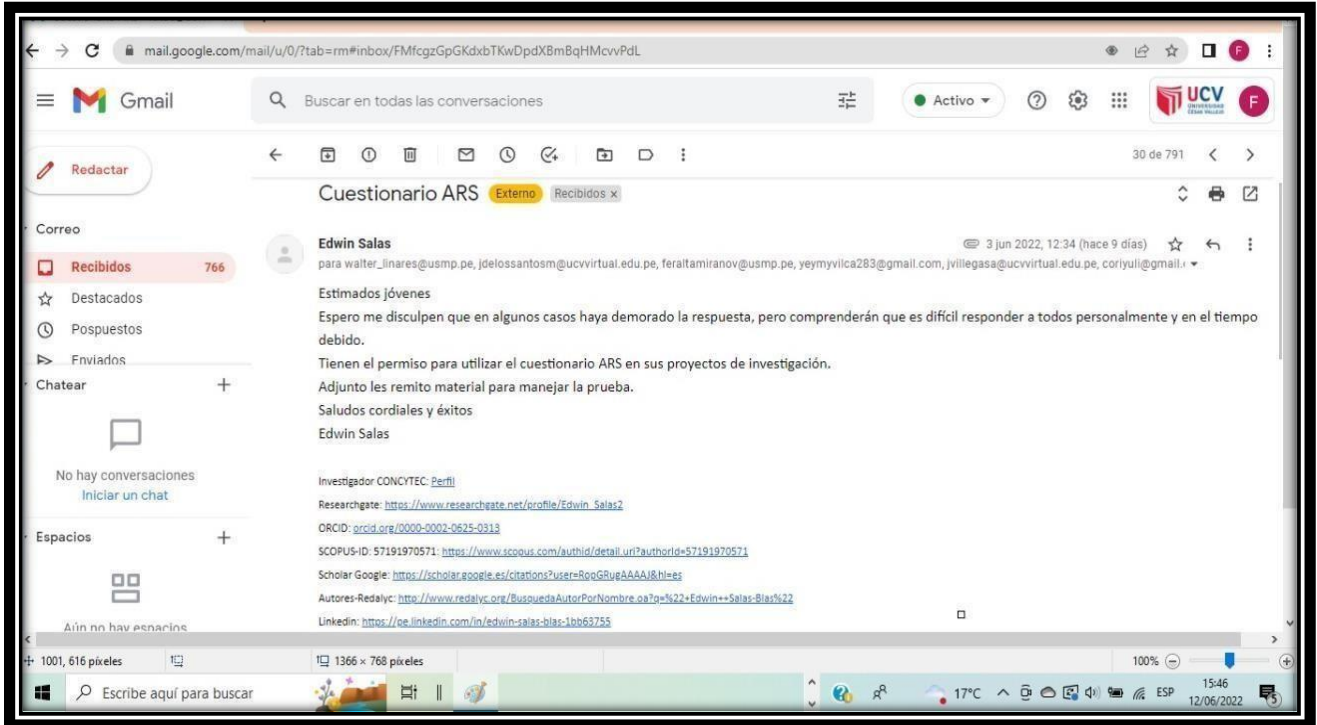 mail.google.com/mail/u/0/?tab=rm#inbox/FMfcgzGpGKdxbTKwDpdXBmBqHMcvvPdL
F
Gmail
Buscar en todas las conversaciones
Activo
UCV
UNIVERSIDAD
CÉSAR VALLEJO
F
Redactar
30 de 791
Cuestionario ARS Externo Recibidos x
Correo
Recibidos 766
Destacados
Pospuestos
Enviados
Chatear
No hay conversaciones
Iniciar un chat
Espacios
Aún no hay espacios
Edwin Salas 3 jun 2022, 12:34 (hace 9 días)
para walter_linares@usmp.pe, jdelossantosm@ucvvirtual.edu.pe, feraltamiranov@usmp.pe, yeymyvilca283@gmail.com, jvillegasa@ucvvirtual.edu.pe, coriyuli@gmail.
Estimados jóvenes
Espero me disculpen que en algunos casos haya demorado la respuesta, pero comprenderán que es difícil responder a todos personalmente y en el tiempo
debido.
Tienen el permiso para utilizar el cuestionario ARS en sus proyectos de investigación.
Adjunto les remito material para manejar la prueba.
Saludos cordiales y éxitos
Edwin Salas
Investigador CONCYTEC: Perfil
Researchgate: https://www.researchgate.net/profile/Edwin_Salas2
ORCID: orcid.org/0000-0002-0625-0313
SCOPUS-ID: 57191970571: https://www.scopus.com/authid/detail.uri?authorId=57191970571
Scholar Google: https://scholar.google.es/citations?user=RopGRugAAAAJ&hl=es
Autores-Redalyc: http://www.redalyc.org/BusquedaAutorPorNombre.oa?q=%22+Edwin++Salas-Blas%22
Linkedin: https://pe.linkedin.com/in/edwin-salas-blas-1bb63755
1001, 616 píxeles
1366 × 768 píxeles
100%
Escribe aquí para buscar
17°C
ESP
15:46
12/06/2022
5